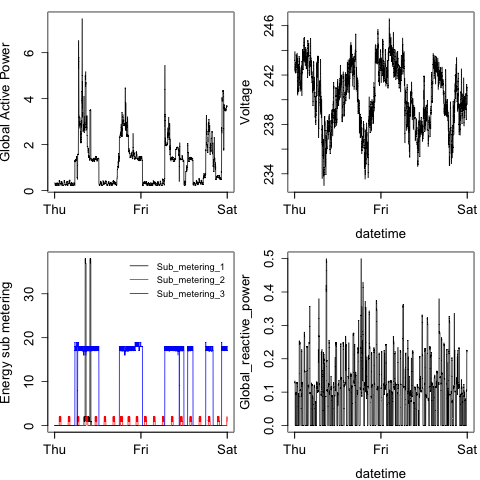 Global Active Power
0 2 4 6
Thu Fri Sat
Voltage
234 238 242 246
Thu Fri Sat
datetime
Energy sub metering
0 10 20 30
Sub_metering_1
Sub_metering_2
Sub_metering_3
Thu Fri Sat
Global_reactive_power
0.0 0.1 0.2 0.3 0.4 0.5
Thu Fri Sat
datetime